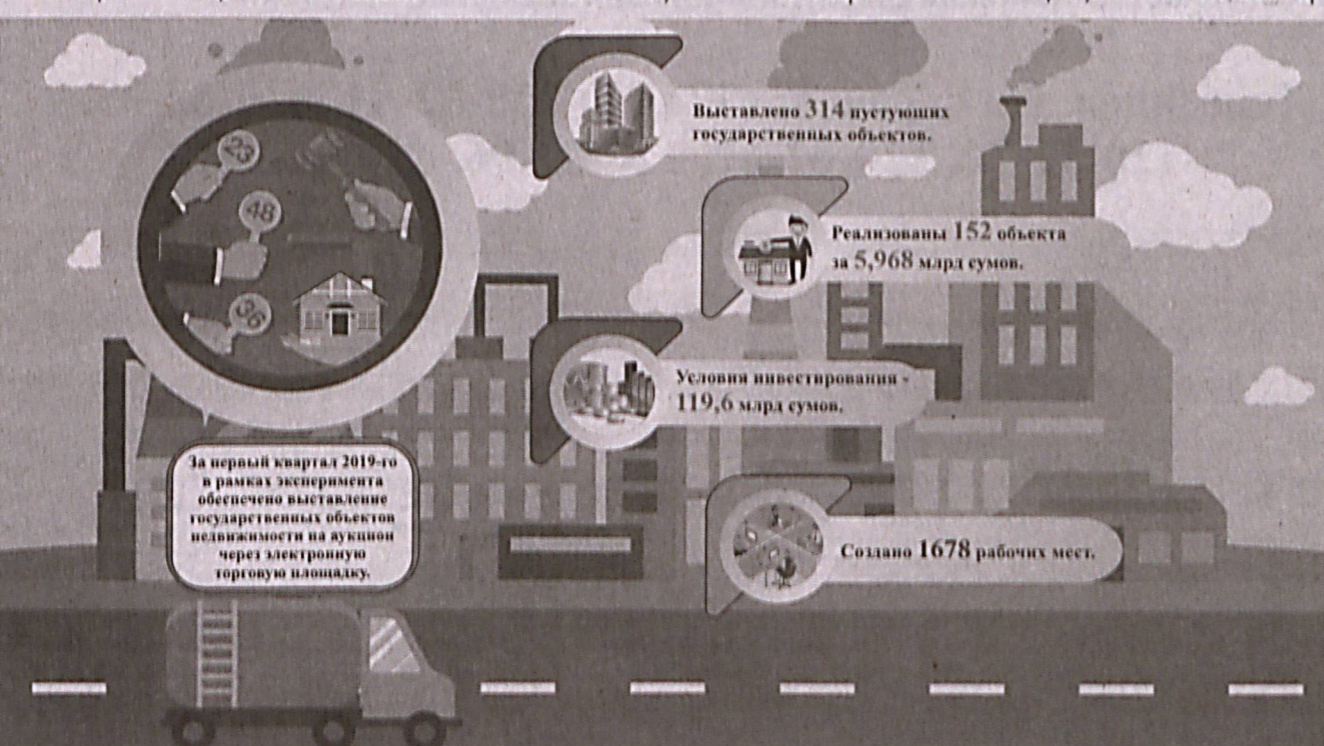 23
48
36
За первый квартал 2019-го
в рамках эксперимента
обеспечено выставление
государственных объектов
недвижимости на аукцион
через электронную
торговую площадку.
Выставлено 314 пустующих
государственных объектов.
Реализованы 152 объекта
за 5,968 млрд сумов.
Условия инвестирования -
119,6 млрд сумов.
Создано 1678 рабочих мест.